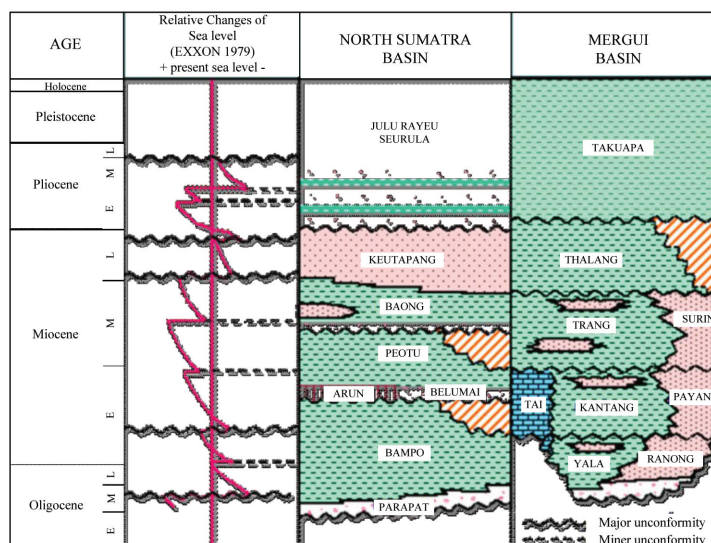 AGE
Relative Changes of
Sea level
(EXXON 1979)
+ present sea level -
NORTH SUMATRA
BASIN
MERGUI
BASIN
Holocene
Pleistocene
Pliocene
L
M
E
Miocene
L
M
E
Oligocene
L
M
E
JULU RAYEU
SEURULA
KEUTAPANG
BAONG
PEOTU
ARUN
BELUMAI
BAMPO
PARAPAT
TAKUAPA
THALANG
TRANG
SURIN
TAI
KANTANG
PAYAN
YALA
RANONG
Major unconformity
Miner unconformity